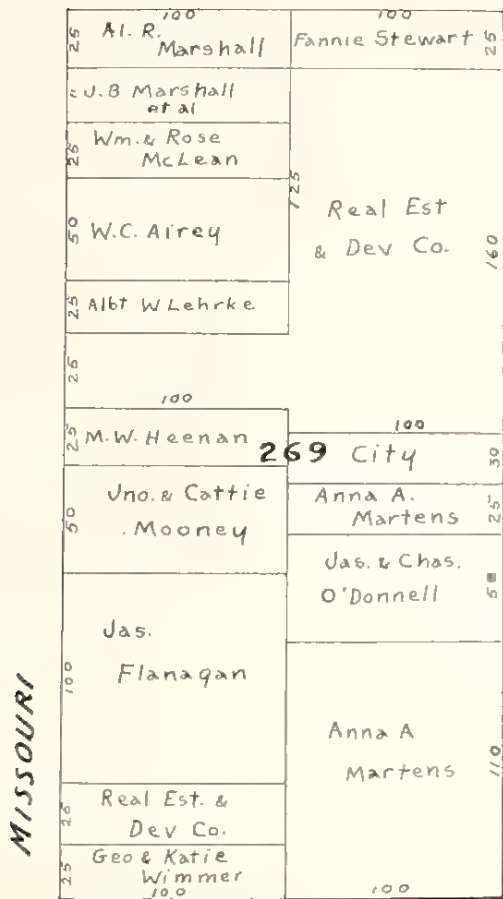 100
25 Al. R.
Marshall
= J.B Marshall
et al
25 Wm. & Rose
McLean
50 W.C. Airey
25 Albt W Lehrke
25
100
25 M.W. Heenan
50 Jno. & Cattie
Mooney
100 Jas.
Flanagan
25 Real Est. &
Dev Co.
25 Geo & Katie
Wimmer
100
MISSOURI
269
100
Fannie Stewart 25
125
Real Est
& Dev Co.
160
100
City 30
Anna A.
Martens 25
Jas. & Chas.
O'Donnell
Anna A
Martens
110
100